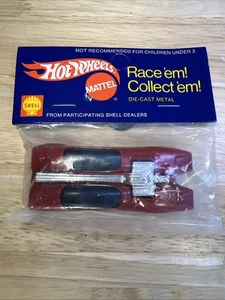 NOT RECOMMENDED FOR CHILDREN UNDER 3.
HOT WHEELS
MATTEL
®
Race 'em!
Collect 'em!
DIE-CAST METAL
SHELL
FROM PARTICIPATING SHELL DEALERS